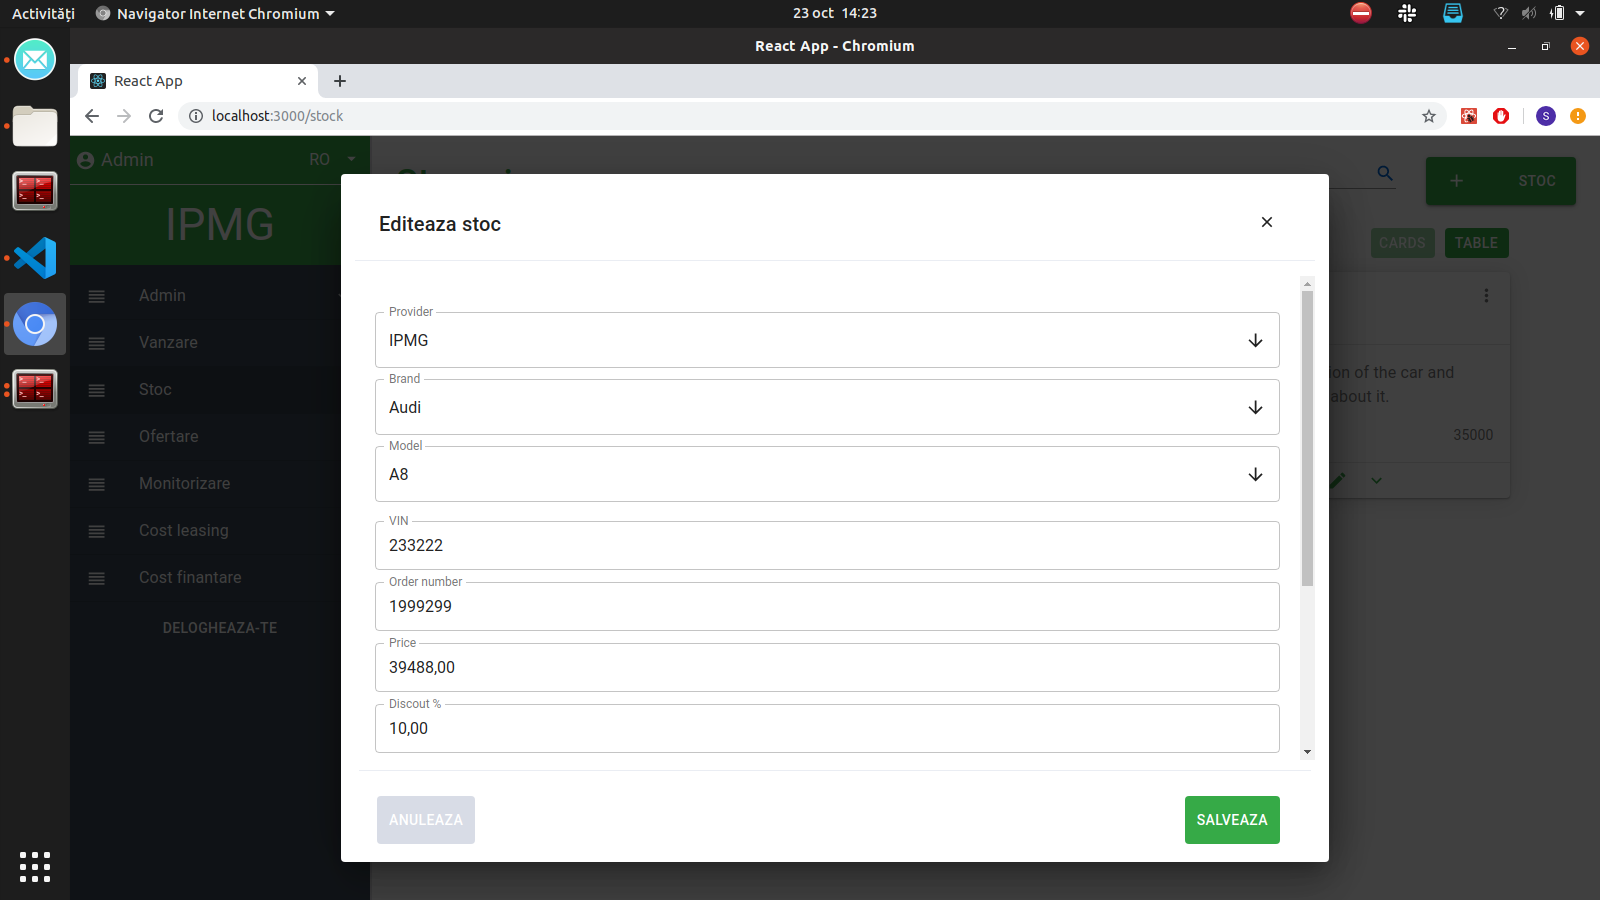 Activități
Navigator Internet Chromium
23 oct 14:23
React App - Chromium
React App
localhost:3000/stock
S
Admin
RO
IPMG
Admin
Vanzare
Stoc
Ofertare
Monitorizare
Cost leasing
Cost finantare
DELOGHEAZA-TE
+ STOC
CARDS
TABLE
ion of the car and
about it.
35000
Editeaza stoc
Provider
IPMG
Brand
Audi
Model
A8
VIN
233222
Order number
1999299
Price
39488,00
Discout %
10,00
ANULEAZA
SALVEAZA